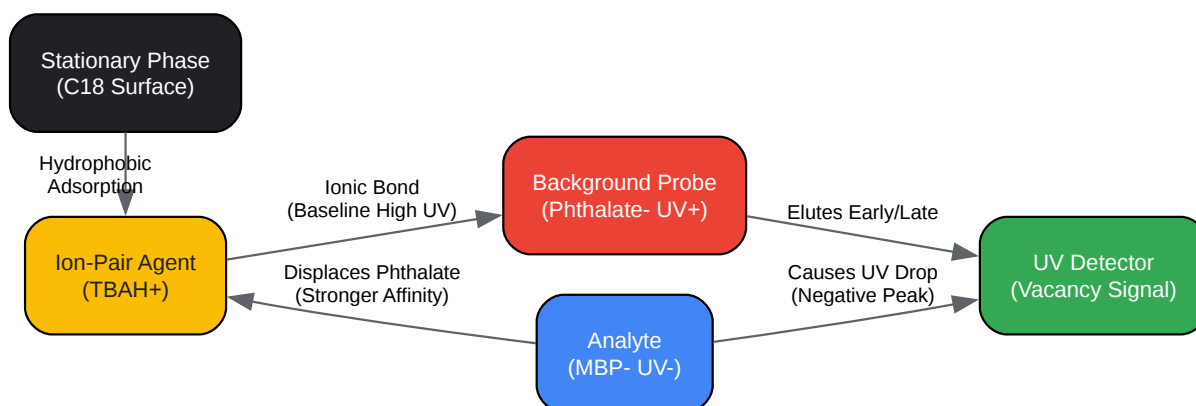 Stationary Phase
(C18 Surface)
Hydrophobic
Adsorption
Ion-Pair Agent
(TBAH+)
Ionic Bond
(Baseline High UV)
Displaces Phthalate
(Stronger Affinity)
Background Probe
(Phthalate- UV+)
Analyte
(MBP- UV-)
Elutes Early/Late
Causes UV Drop
(Negative Peak)
UV Detector
(Vacancy Signal)